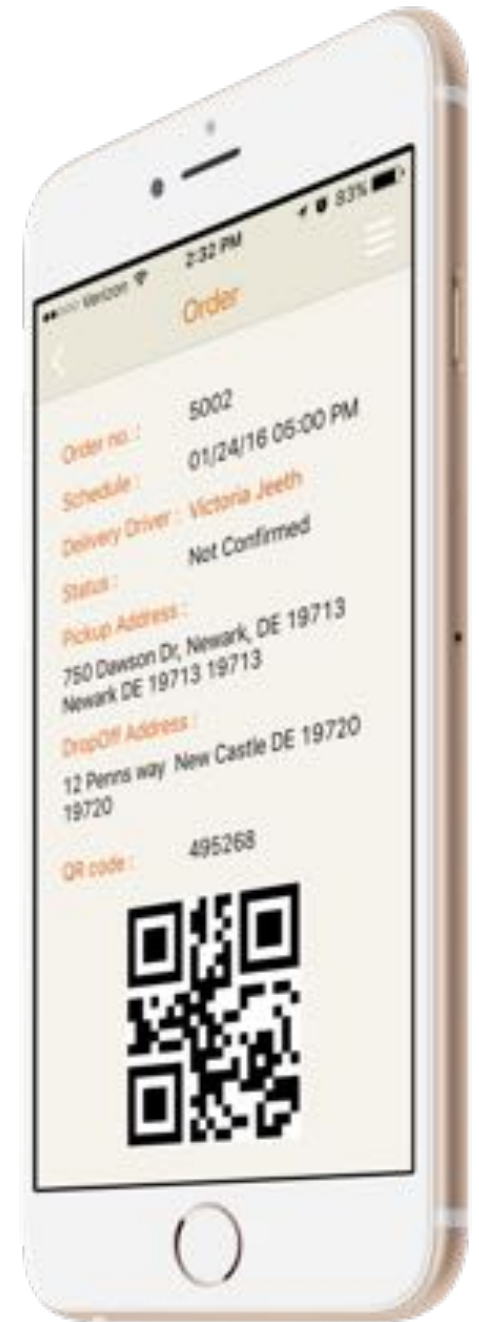 Verizon 2:32 PM 83%
Order
Order no. : 5002
Schedule : 01/24/16 05:00 PM
Delivery Driver : Victoria Jeeth
Status : Not Confirmed
Pickup Address :
750 Dawson Dr, Newark, DE 19713
Newark DE 19713 19713
DropOff Address :
12 Penns way New Castle DE 19720
19720
QR code : 495268